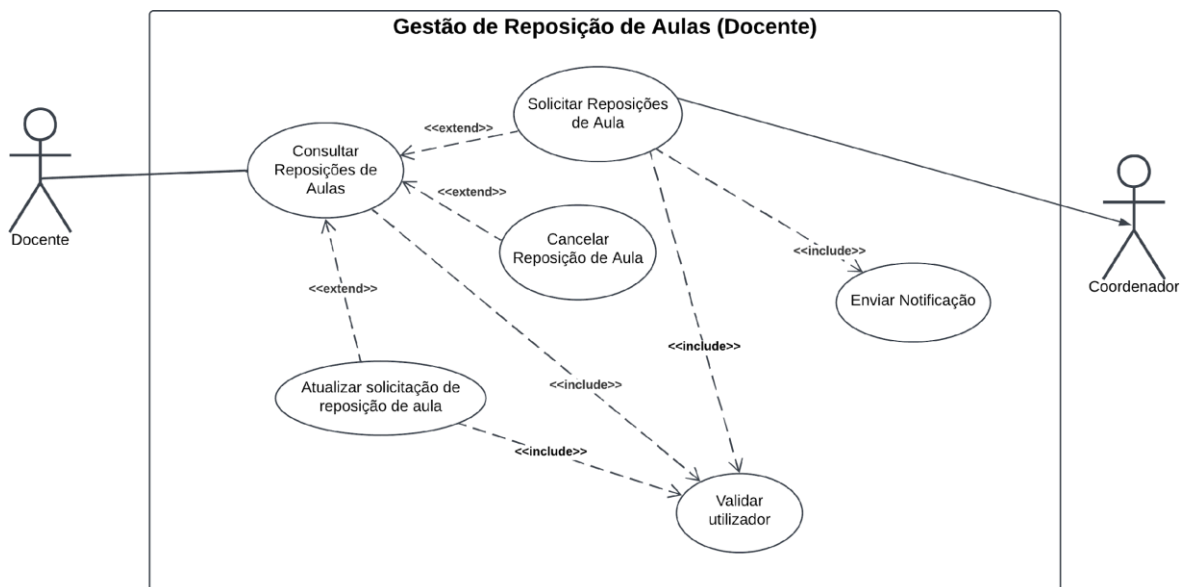 Gestão de Reposição de Aulas (Docente)
Solicitar Reposições
de Aula
<<extend>>
Consultar
Reposições de
Aulas
<<extend>>
Docente
Cancelar
Reposição de Aula
<<include>>
Coordenador
<<extend>>
Enviar Notificação
<<include>>
Atualizar solicitação de
reposição de aula
<<include>>
<<include>>
Validar
utilizador